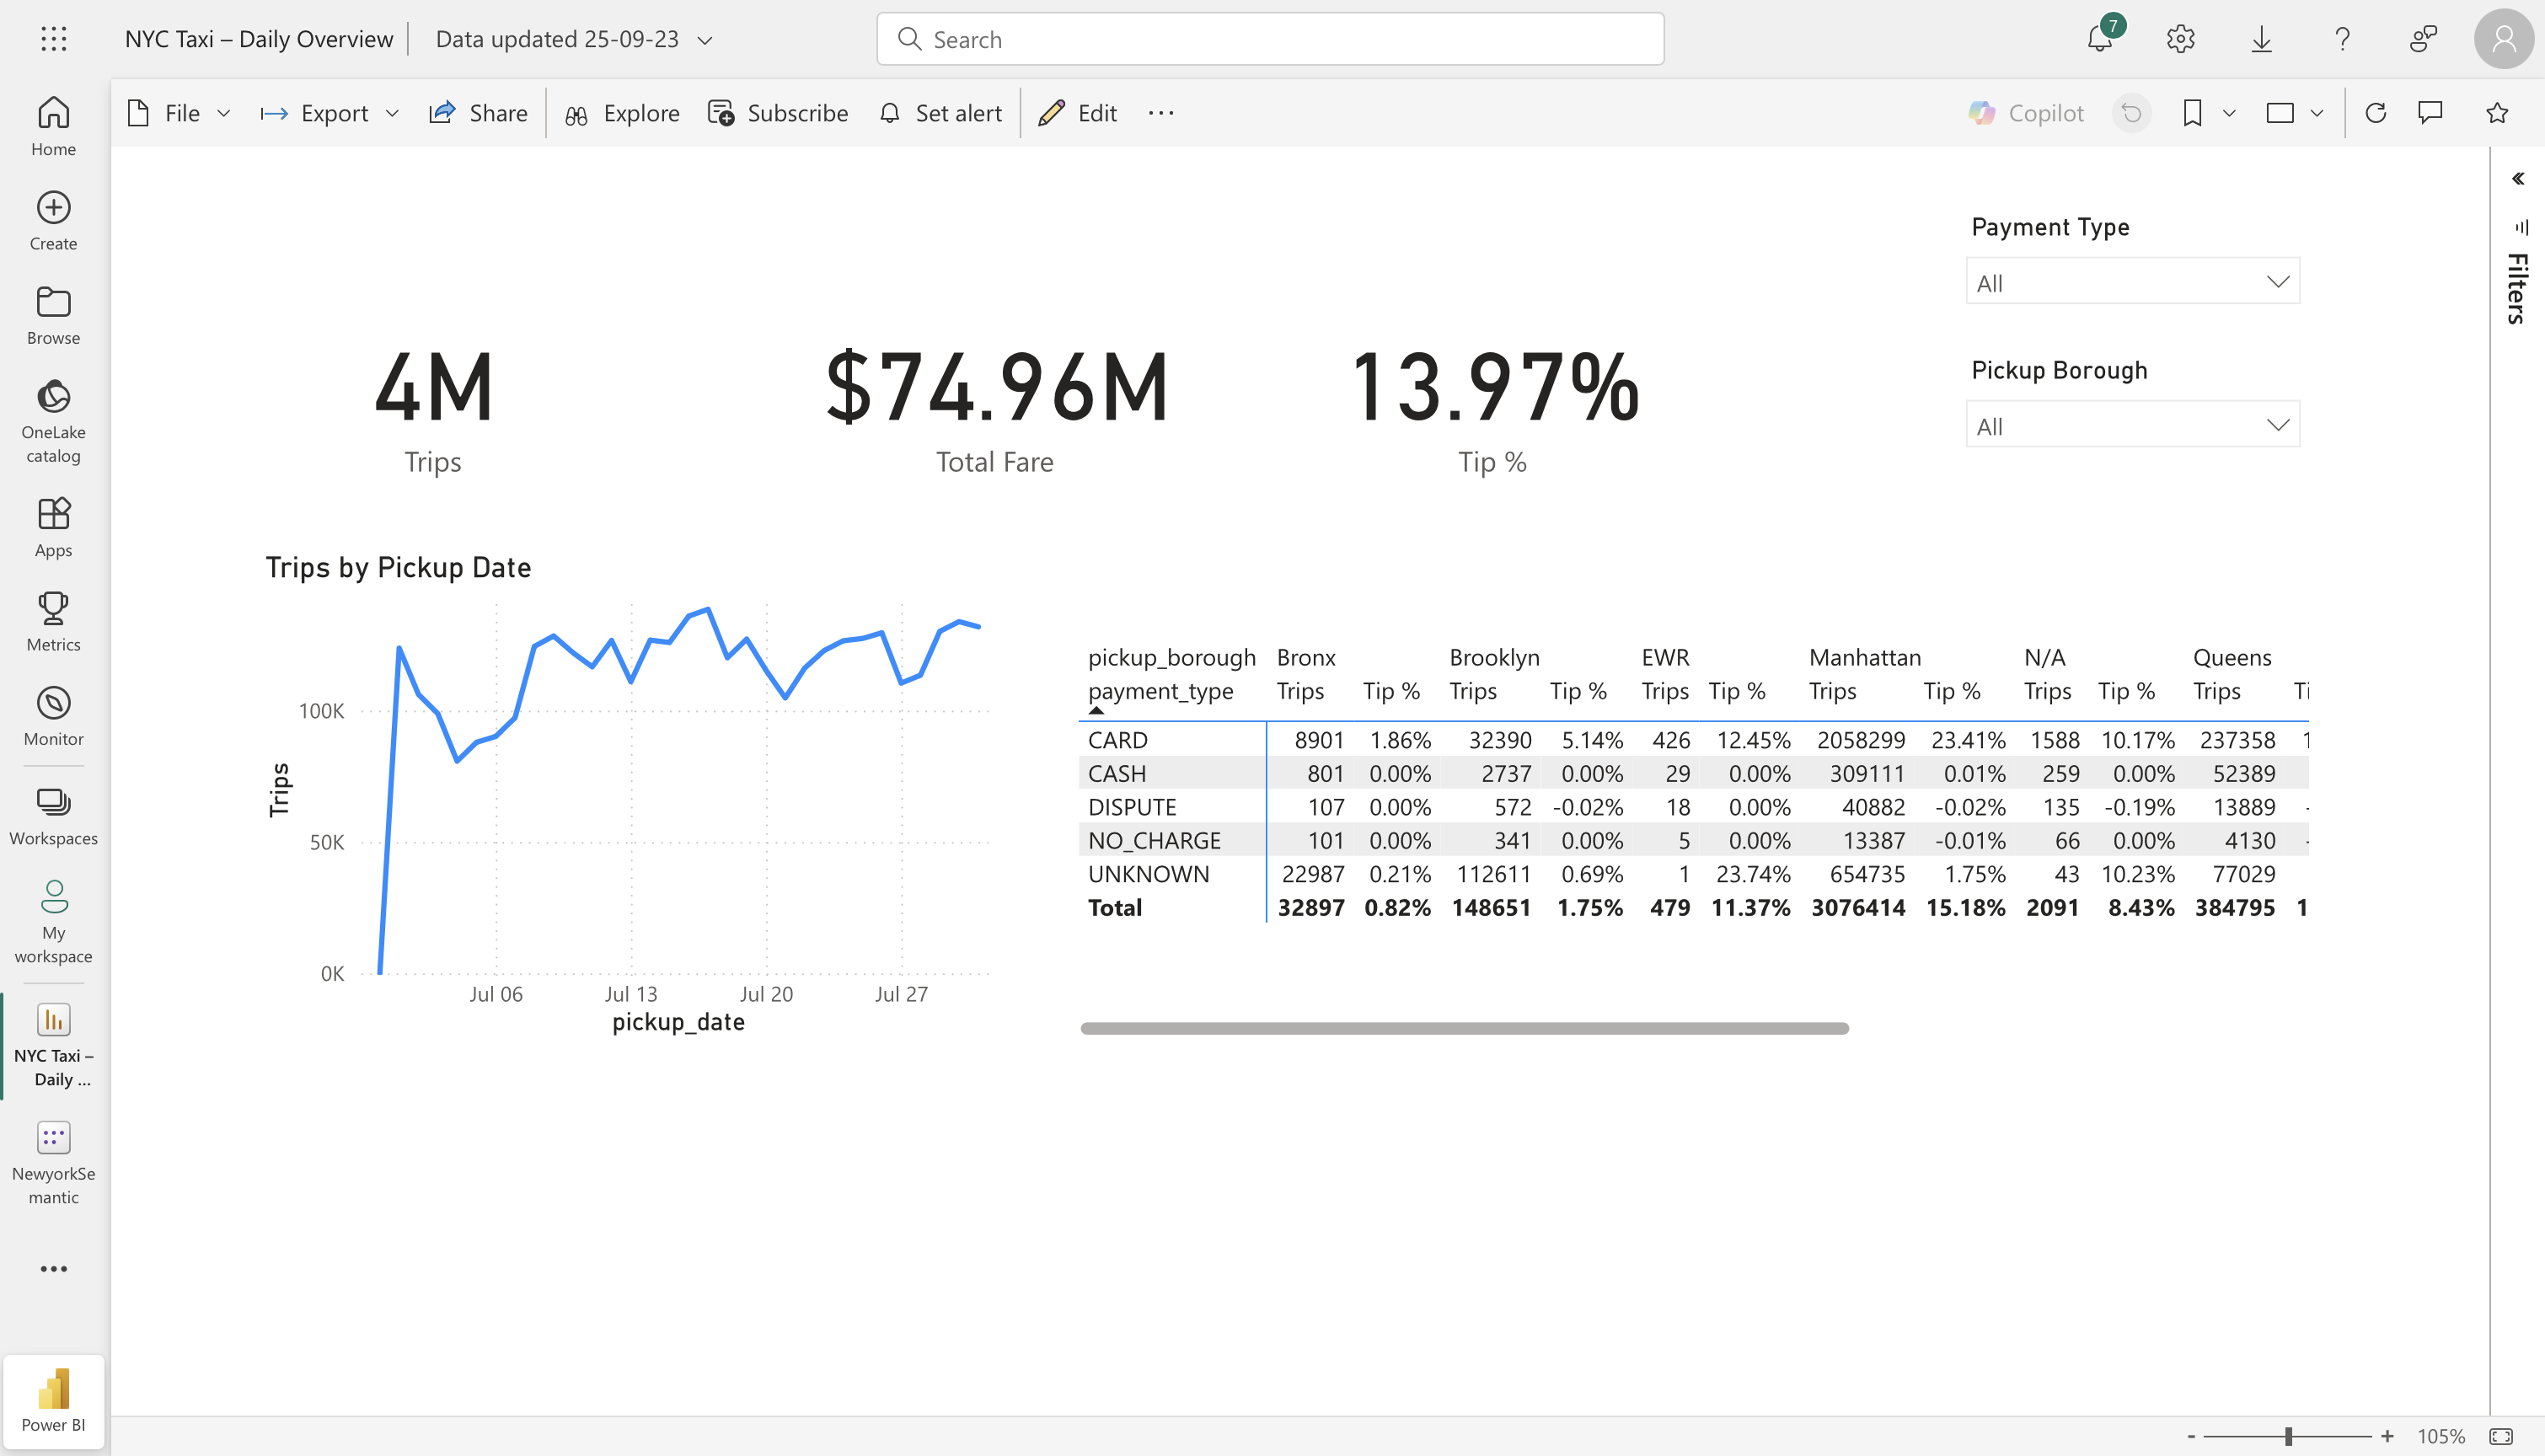 NYC Taxi – Daily Overview
Data updated 25-09-23
Search
7
File
Export
Share
Explore
Subscribe
Set alert
Edit
Copilot
Home
Create
Browse
OneLake
catalog
Apps
Metrics
Monitor
Workspaces
My
workspace
NYC Taxi –
Daily ...
NewyorkSe
mantic
Power BI
Payment Type
All
Pickup Borough
All
Filters
4M
Trips
$74.96M
Total Fare
13.97%
Tip %
Trips by Pickup Date
Trips
100K
50K
0K
Jul 06 Jul 13 Jul 20 Jul 27
pickup_date
pickup_borough Bronx Brooklyn EWR Manhattan N/A Queens
payment_type Trips Tip % Trips Tip % Trips Tip % Trips Tip % Trips Tip % Trips
CARD 8901 1.86% 32390 5.14% 426 12.45% 2058299 23.41% 1588 10.17% 237358
CASH 801 0.00% 2737 0.00% 29 0.00% 309111 0.01% 259 0.00% 52389
DISPUTE 107 0.00% 572 -0.02% 18 0.00% 40882 -0.02% 135 -0.19% 13889
NO_CHARGE 101 0.00% 341 0.00% 5 0.00% 13387 -0.01% 66 0.00% 4130
UNKNOWN 22987 0.21% 112611 0.69% 1 23.74% 654735 1.75% 43 10.23% 77029
Total 32897 0.82% 148651 1.75% 479 11.37% 3076414 15.18% 2091 8.43% 384795
- + 105%